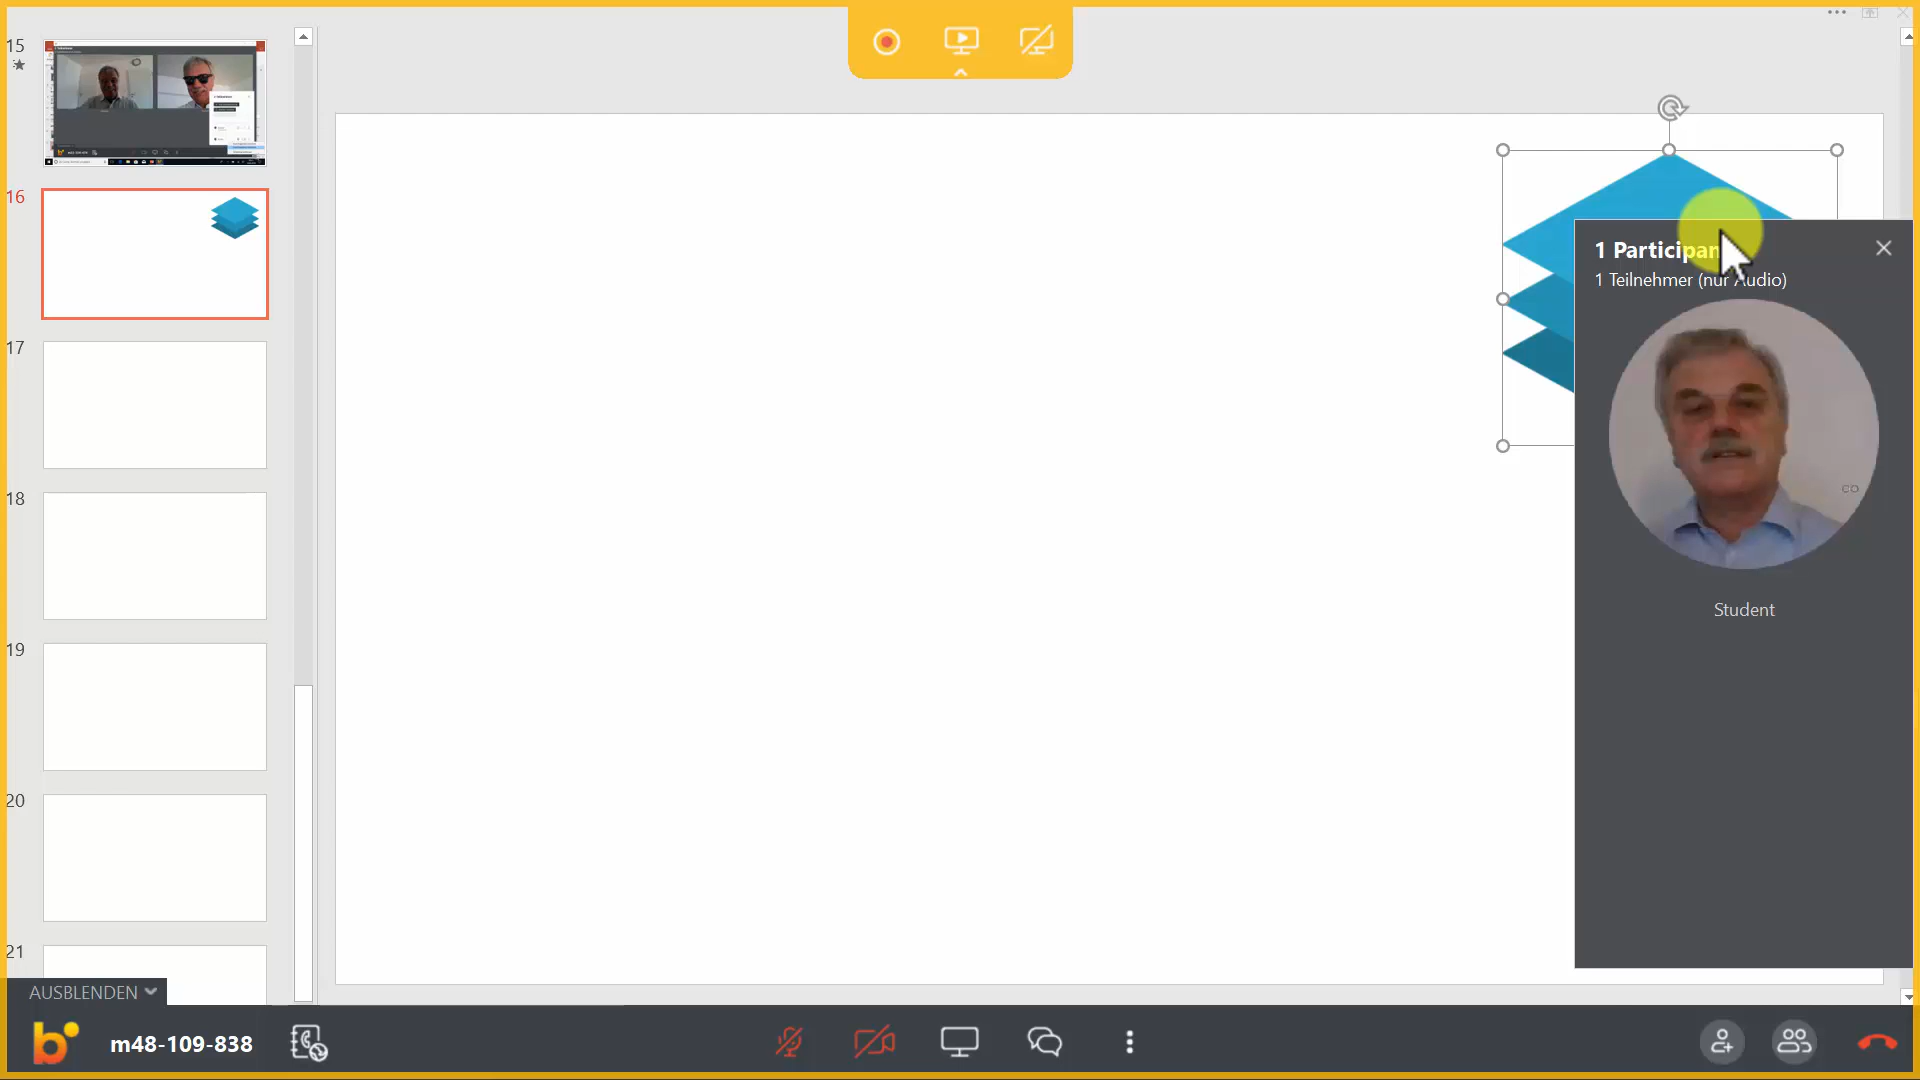 15
16
17
18
19
20
21
1 Participan
1 Teilnehmer (nur Audio)
Student
AUSBLENDEN
b m48-109-838